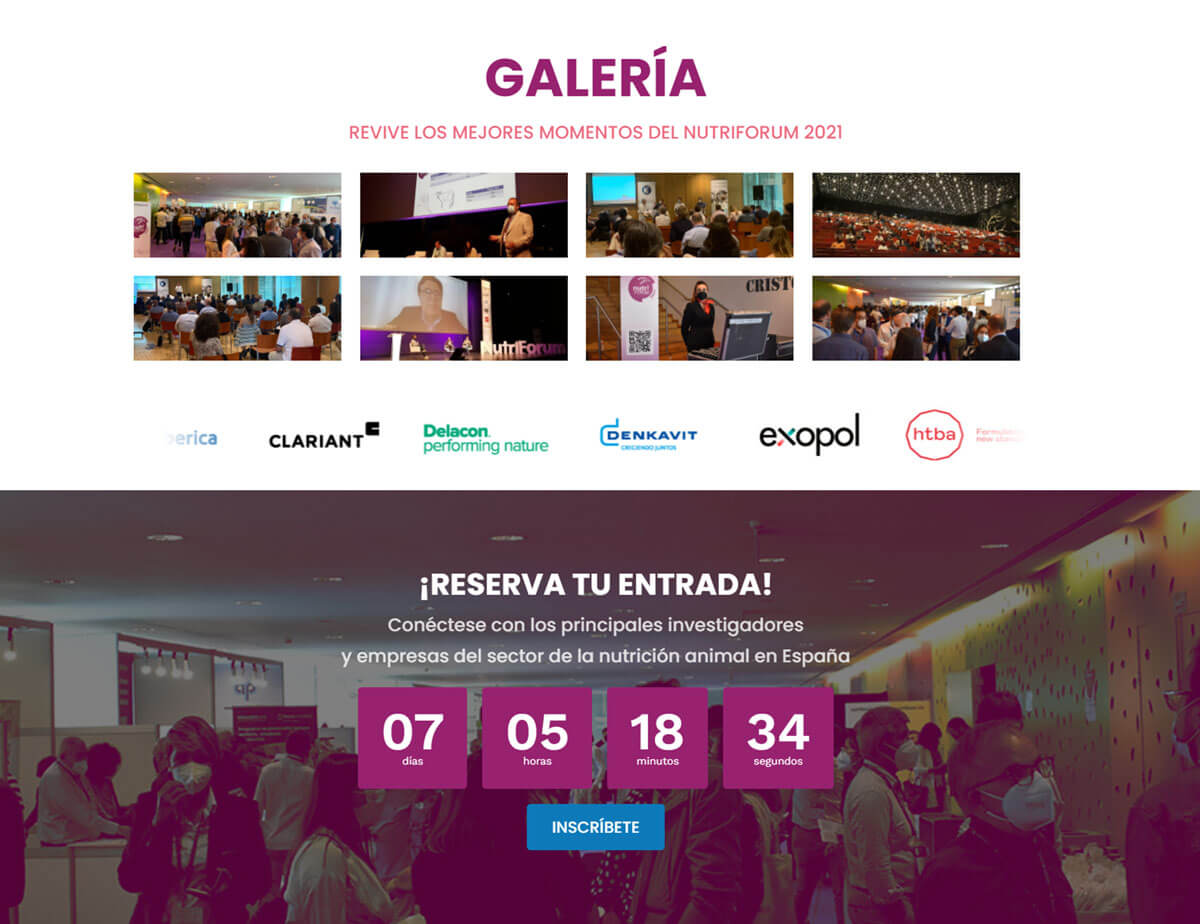 GALERÍA
REVIVE LOS MEJORES MOMENTOS DEL NUTRIFORUM 2021
nutri
CRISTO
NutriForum
erica
CLARIANT
Delacon
performing nature
DENKAVIT
CRECIENDO JUNTOS
exopol
htba
¡RESERVA TU ENTRADA!
Conéctese con los principales investigadores
y empresas del sector de la nutrición animal en España
07 05 18 34
días horas minutos segundos
INSCRÍBETE